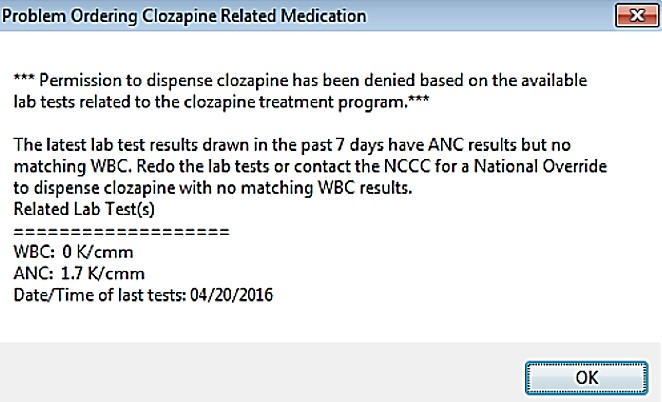 Problem Ordering Clozapine Related Medication
*** Permission to dispense clozapine has been denied based on the available
lab tests related to the clozapine treatment program.***
The latest lab test results drawn in the past 7 days have ANC results but no
matching WBC. Redo the lab tests or contact the NCCC for a National Override
to dispense clozapine with no matching WBC results.
Related Lab Test(s)
===================
WBC: 0 K/cmm
ANC: 1.7 K/cmm
Date/Time of last tests: 04/20/2016
OK